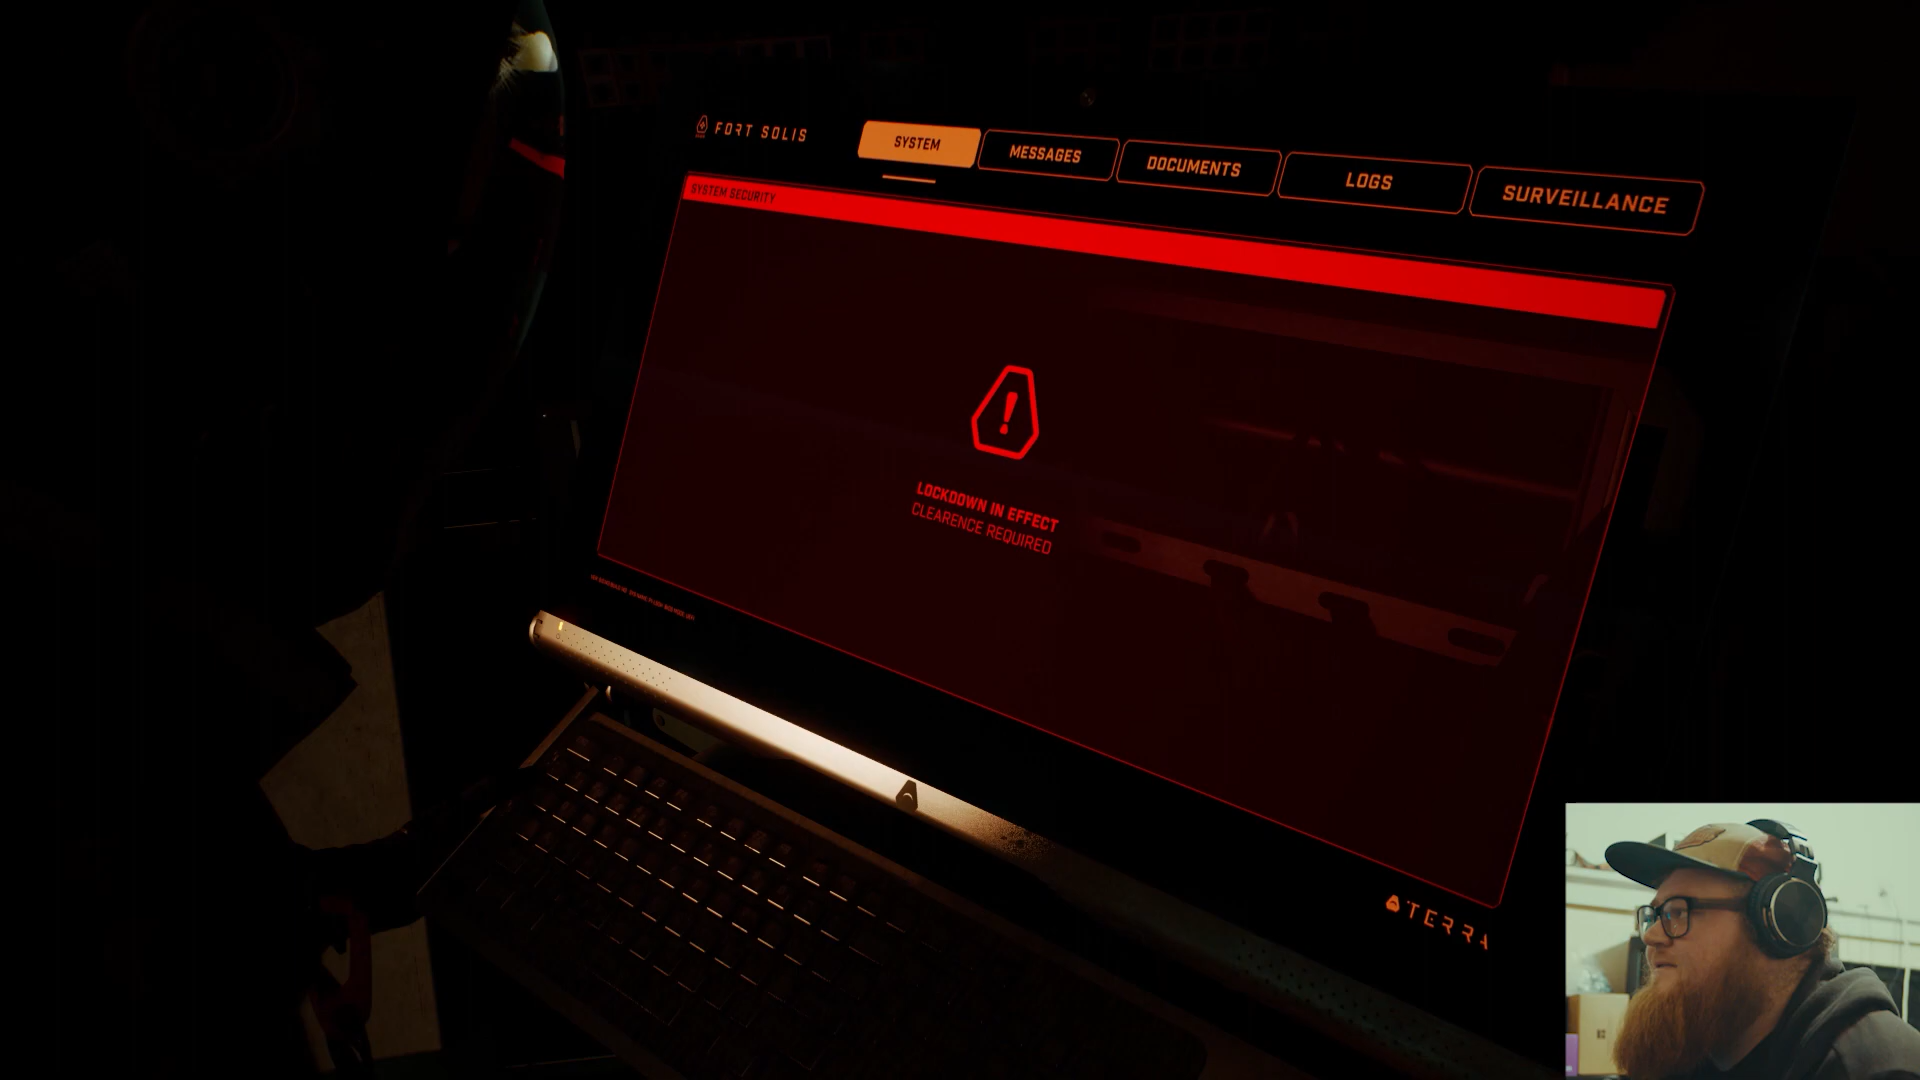 FORT SOLIS
SYSTEM
MESSAGES
DOCUMENTS
LOGS
SURVEILLANCE
SYSTEM SECURITY
!
LOCKDOWN IN EFFECT
CLEARENCE REQUIRED
TERRA